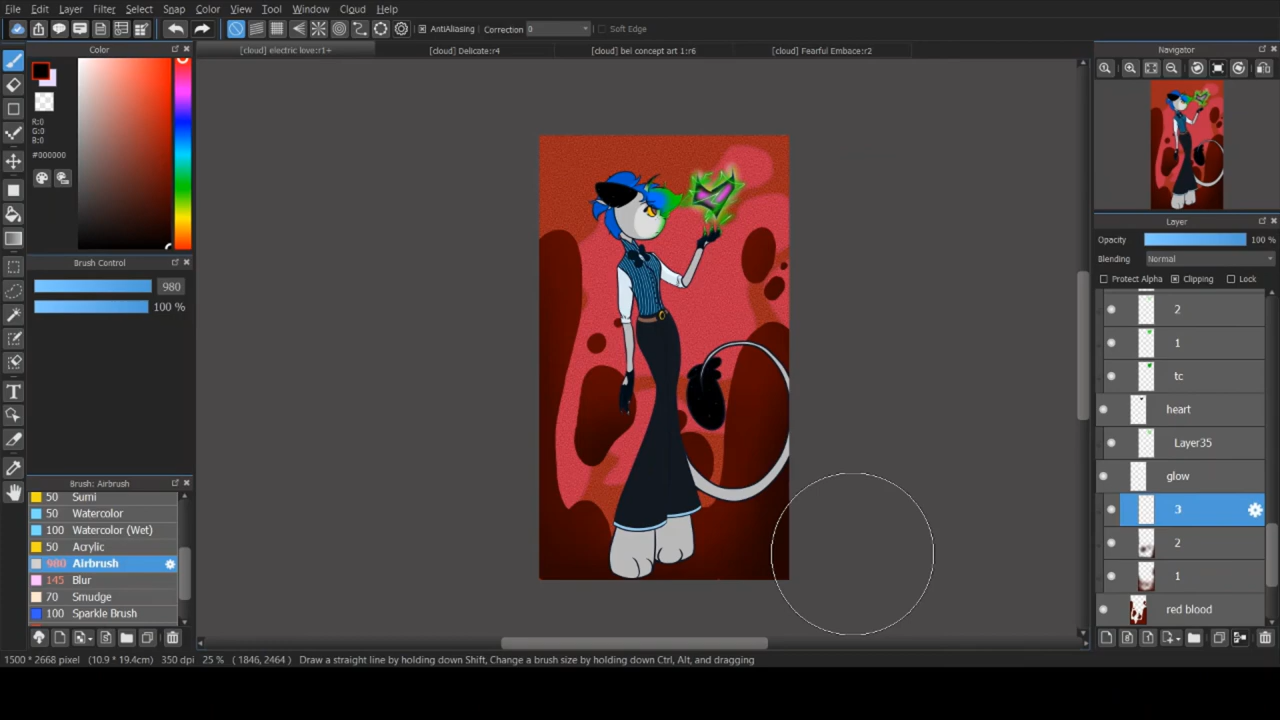 File Edit Layer Filter Select Snap Color View Tool Window Cloud Help
AntiAliasing Correction 0 Soft Edge
[cloud] electric love:r1+ [cloud] Delicate:r4 [cloud] bei concept art 1:r6 [cloud] Fearful Embace:r2
Color
R:0
G:0
B:0
#000000
Brush Control
980
100 %
Brush: Airbrush
50 Sumi
50 Watercolor
100 Watercolor (Wet)
50 Acrylic
980 Airbrush
145 Blur
70 Smudge
100 Sparkle Brush
Navigator
Layer
Opacity 100 %
Blending Normal
Protect Alpha Clipping Lock
2
1
tc
heart
Layer35
glow
3
2
1
red blood
1500 * 2668 pixel (10.9 * 19.4cm) 350 dpi 25 % ( 1846, 2464 ) Draw a straight line by holding down Shift, Change a brush size by holding down Ctrl, Alt, and dragging